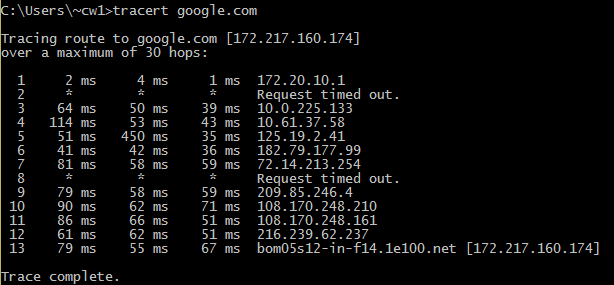 C:\Users\~cw1>tracert google.com
Tracing route to google.com [172.217.160.174]
over a maximum of 30 hops:
1 2 ms 4 ms 1 ms 172.20.10.1
2 * * * Request timed out.
3 64 ms 50 ms 39 ms 10.0.225.133
4 114 ms 53 ms 43 ms 10.61.37.58
5 51 ms 450 ms 35 ms 125.19.2.41
6 41 ms 42 ms 36 ms 182.79.177.99
7 81 ms 58 ms 59 ms 72.14.213.254
8 * * * Request timed out.
9 79 ms 58 ms 59 ms 209.85.246.4
10 90 ms 62 ms 71 ms 108.170.248.210
11 86 ms 66 ms 51 ms 108.170.248.161
12 61 ms 62 ms 51 ms 216.239.62.237
13 79 ms 55 ms 67 ms bom05s12-in-f14.1e100.net [172.217.160.174]
Trace complete.